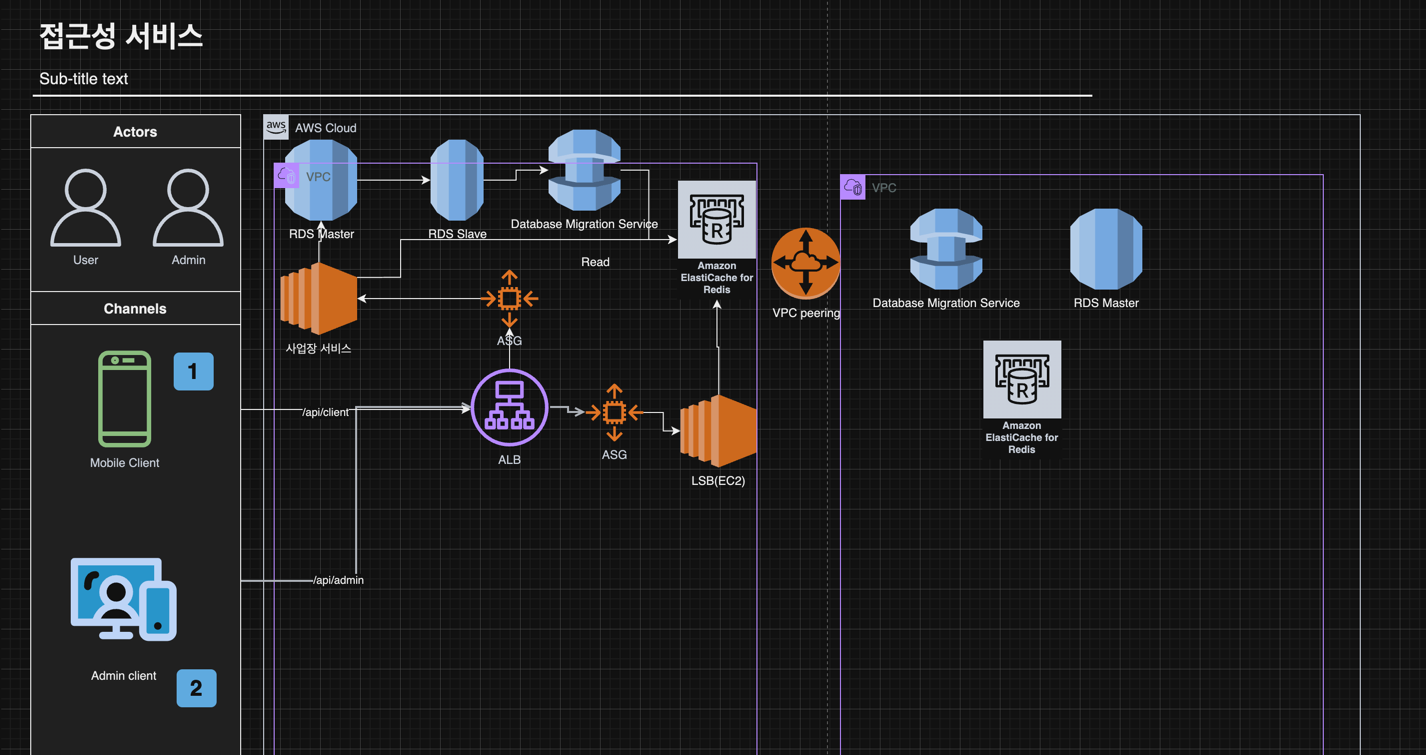 접근성 서비스
Sub-title text
Actors
User
Admin
Channels
1
Mobile Client
Admin client
2
aws
AWS Cloud
VPC
RDS Master
RDS Slave
Database Migration Service
Read
R
Amazon
ElastiCache for
Redis
사업장 서비스
ASG
/api/client
ALB
ASG
LSB(EC2)
/api/admin
VPC peering
VPC
Database Migration Service
RDS Master
R
Amazon
ElastiCache for
Redis